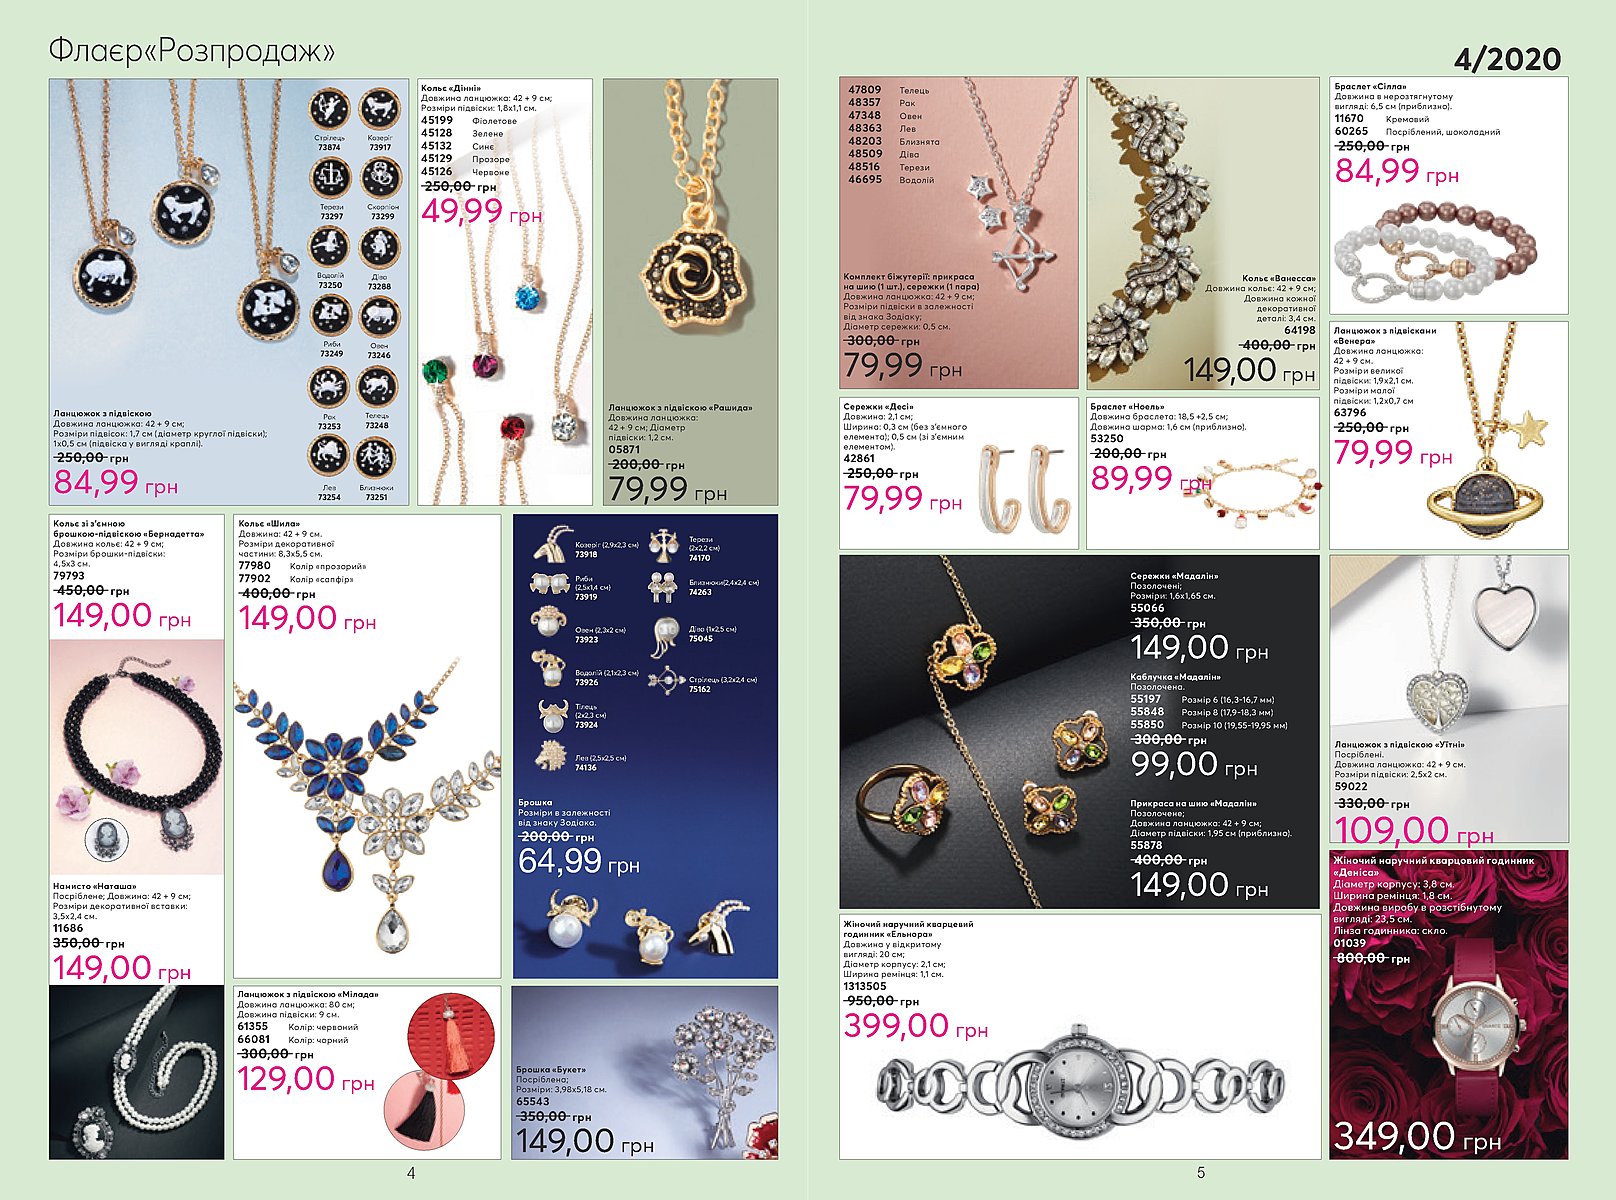 Флаєр«Розпродаж»
4/2020
Стрілець
73874
Козеріг
73917
Терези
73297
Скорпіон
73299
Водолій
73250
Діва
73288
Риби
73249
Овен
73246
Рак
73253
Телець
73248
Лев
73254
Близнюки
73251
Ланцюжок з підвіскою
Довжина ланцюжка: 42 + 9 см;
Розміри підвісок: 1,7 см (діаметр круглої підвіски);
1х0,5 см (підвіска у вигляді краплі).
250,00 грн
84,99 грн
Кольє «Дінні»
Довжина ланцюжка: 42 + 9 см;
Розміри підвіски: 1,8х1,1 см.
45199 Фіолетове
45128 Зелене
45132 Синє
45129 Прозоре
45126 Червоне
250,00 грн
49,99 грн
Ланцюжок з підвіскою «Рашида»
Довжина ланцюжка:
42 + 9 см; Діаметр
підвіски: 1,2 см.
05871
200,00 грн
79,99 грн
Кольє зі з’ємною
брошкою-підвіскою «Бернадетта»
Довжина кольє: 42 + 9 см;
Розміри брошки-підвіски:
4,5х3 см.
79793
450,00 грн
149,00 грн
Намисто «Наташа»
Посріблене; Довжина: 42 + 9 см;
Розміри декоративної вставки:
3,5х2,4 см.
11686
350,00 грн
149,00 грн
Кольє «Шила»
Довжина: 42 + 9 см.
Розміри декоративної
частини: 8,3х5,5 см.
77980 Колір «прозорий»
77902 Колір «сапфір»
400,00 грн
149,00 грн
Козеріг (2,9х2,3 см)
73918
Терези
(2х2,2 см)
74170
Риби
(2,5х1,4 см)
73919
Близнюки(2,4х2,4 см)
74263
Овен (2,3х2 см)
73923
Діва (1х2,5 см)
75045
Водолій (2,1х2,3 см)
73926
Стрілець (3,2х2,4 см)
75162
Тілець
(2х2,3 см)
73924
Лев (2,5х2,5 см)
74136
Брошка
Розміри в залежності
від знаку Зодіака.
200,00 грн
64,99 грн
Ланцюжок з підвіскою «Мілада»
Довжина ланцюжка: 80 см;
Довжина підвіски: 9 см.
61355 Колір: червоний
66081 Колір: чорний
300,00 грн
129,00 грн
Брошка «Букет»
Посріблена;
Розміри: 3,98х5,18 см.
65543
350,00 грн
149,00 грн
4
47809 Телець
48357 Рак
47348 Овен
48363 Лев
48203 Близнята
48509 Діва
48516 Терези
46695 Водолій
Комплект біжутерії: прикраса
на шию (1 шт.), сережки (1 пара)
Довжина ланцюжка: 42 + 9 см;
Розміри підвіски в залежності
від знака Зодіаку;
Діаметр сережки: 0,5 см.
300,00 грн
79,99 грн
Кольє «Ванесса»
Довжина кольє: 42 + 9 см;
Довжина кожної
декоративної
деталі: 3,4 см.
64198
400,00 грн
149,00 грн
Браслет «Сілла»
Довжина в нерозтягнутому
вигляді: 6,5 см (приблизно).
11670 Кремовий
60265 Посріблений, шоколадний
250,00 грн
84,99 грн
Ланцюжок з підвісками
«Венера»
Довжина ланцюжка:
42 + 9 см.
Розміри великої
підвіски: 1,9х2,1 см.
Розміри малої
підвіски: 1,2х0,7 см
63796
250,00 грн
79,99 грн
Сережки «Десі»
Довжина: 2,1 см;
Ширина: 0,3 см (без з’ємного
елемента); 0,5 см (зі з’ємним
елементом).
42861
250,00 грн
79,99 грн
Браслет «Ноель»
Довжина браслета: 18,5 +2,5 см;
Довжина шарма: 1,6 см (приблизно).
53250
200,00 грн
89,99 грн
Сережки «Мадалін»
Позолочені;
Розміри: 1,6х1,65 см.
55066
350,00 грн
149,00 грн
Каблучка «Мадалін»
Позолочена.
55197 Розмір 6 (16,3-16,7 мм)
55848 Розмір 8 (17,9-18,3 мм)
55850 Розмір 10 (19,55-19,95 мм)
300,00 грн
99,00 грн
Прикраса на шию «Мадалін»
Позолочене;
Довжина ланцюжка: 42 + 9 см;
Діаметр підвіски: 1,95 см (приблизно).
55878
400,00 грн
149,00 грн
Ланцюжок з підвіскою «Уїтні»
Посріблені.
Довжина ланцюжка: 42 + 9 см.
Розміри підвіски: 2,5х2 см.
59022
330,00 грн
109,00 грн
Жіночий наручний кварцевий
годинник «Ельнора»
Довжина у відкритому
вигляді: 20 см;
Діаметр корпусу: 2,1 см;
Ширина ремінця: 1,1 см.
1313505
950,00 грн
399,00 грн
Жіночий наручний кварцовий годинник
«Деніса»
Діаметр корпусу: 3,8 см.
Ширина ремінця: 1,8 см.
Довжина виробу в розстібнутому
вигляді: 23,5 см.
Лінза годинника: скло.
01039
800,00 грн
349,00 грн
5